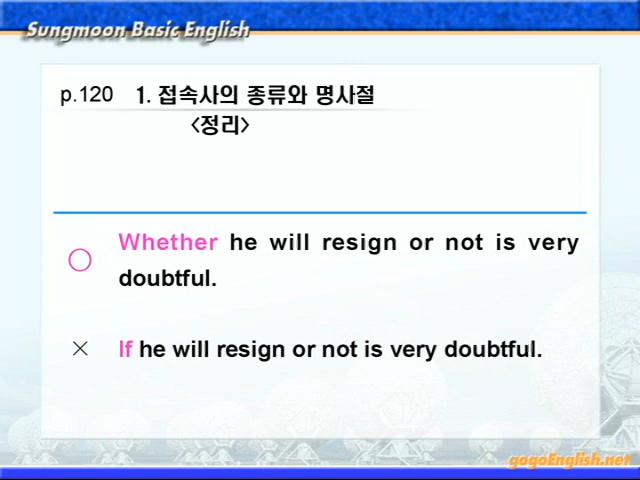 Sungmoon Basic English
p.120 1. 접속사의 종류와 명사절
<정리>
○ Whether he will resign or not is very
doubtful.
× If he will resign or not is very doubtful.
gogoEnglish.net